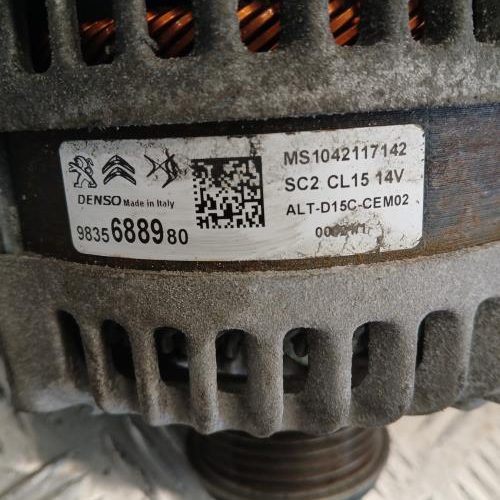 DENSO Made in Italy
9835688980
MS1042117142
SC2 CL15 14V
ALT-D15C-CEM02